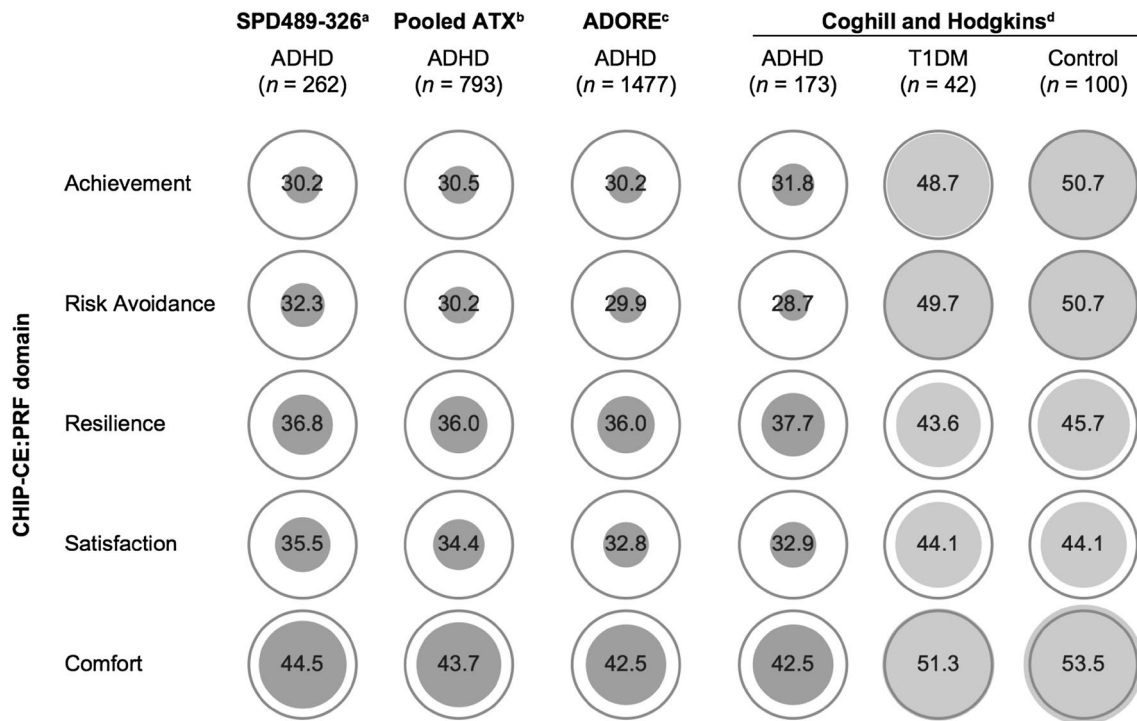 SPD489-326ᵃ Pooled ATXᵇ ADOREᶜ Coghill and Hodgkinsᵈ
ADHD ADHD ADHD ADHD T1DM Control
(n = 262) (n = 793) (n = 1477) (n = 173) (n = 42) (n = 100)
CHIP-CE:PRF domain
Achievement 30.2 30.5 30.2 31.8 48.7 50.7
Risk Avoidance 32.3 30.2 29.9 28.7 49.7 50.7
Resilience 36.8 36.0 36.0 37.7 43.6 45.7
Satisfaction 35.5 34.4 32.8 32.9 44.1 44.1
Comfort 44.5 43.7 42.5 42.5 51.3 53.5